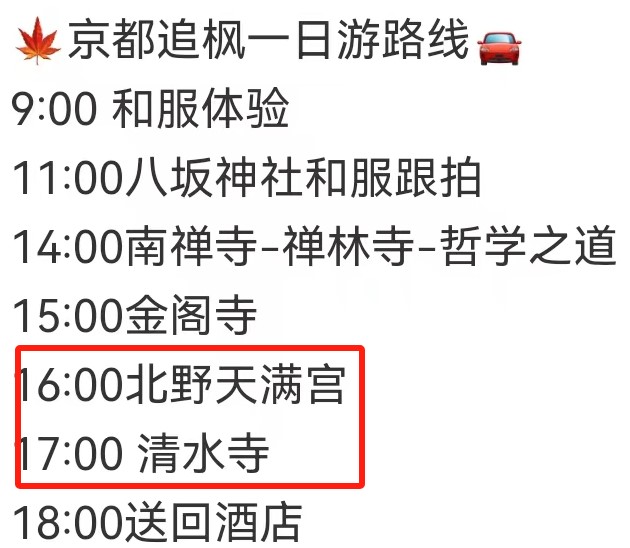 🍁京都追枫一日游路线🚗
9:00 和服体验
11:00八坂神社和服跟拍
14:00南禅寺-禅林寺-哲学之道
15:00金阁寺
16:00北野天满宫
17:00 清水寺
18:00送回酒店